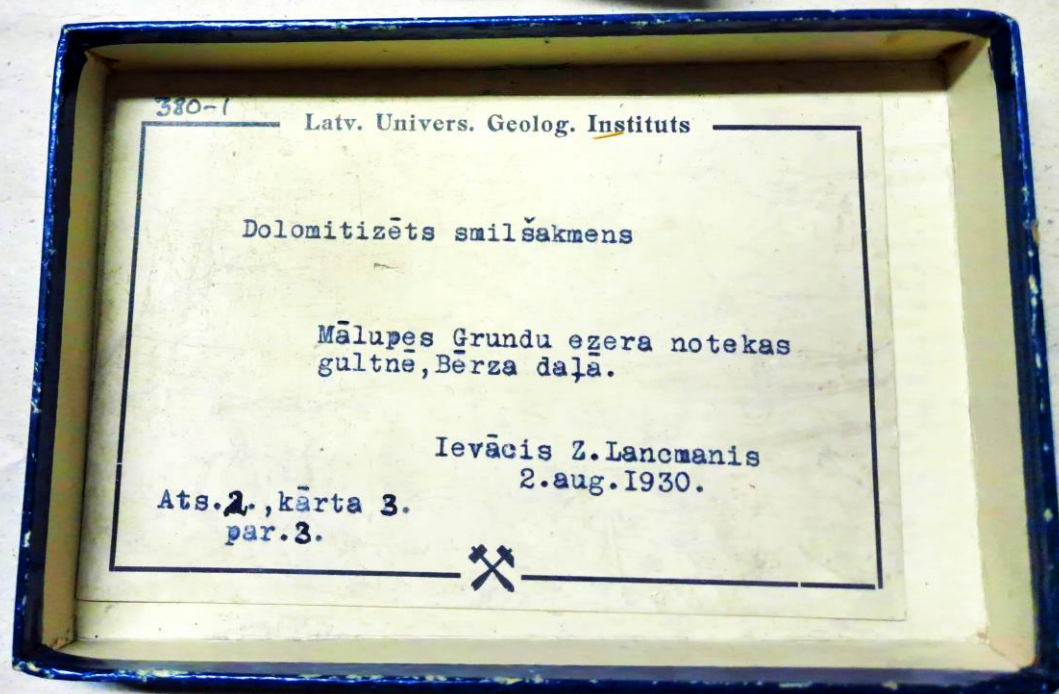 380-1
Latv. Univers. Geolog. Instituts
Dolomitizēts smilšakmens
Mālupes Grundu ezera notekas
gultnē,Bērza daļā.
Ievācis Z.Lancmanis
2.aug.1930.
Ats.2.,kārta 3.
par.3.